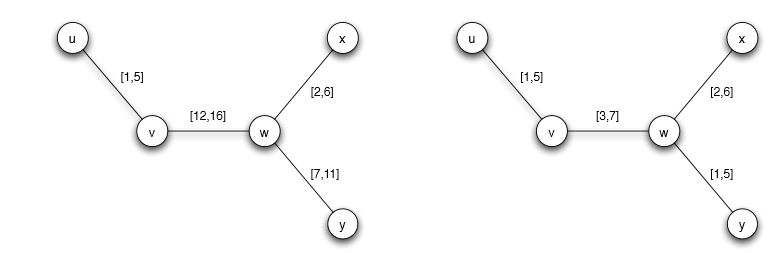 u x u x
[1,5] [2,6] [1,5] [2,6]
[12,16] [3,7]
v w v w
[7,11] [1,5]
y y